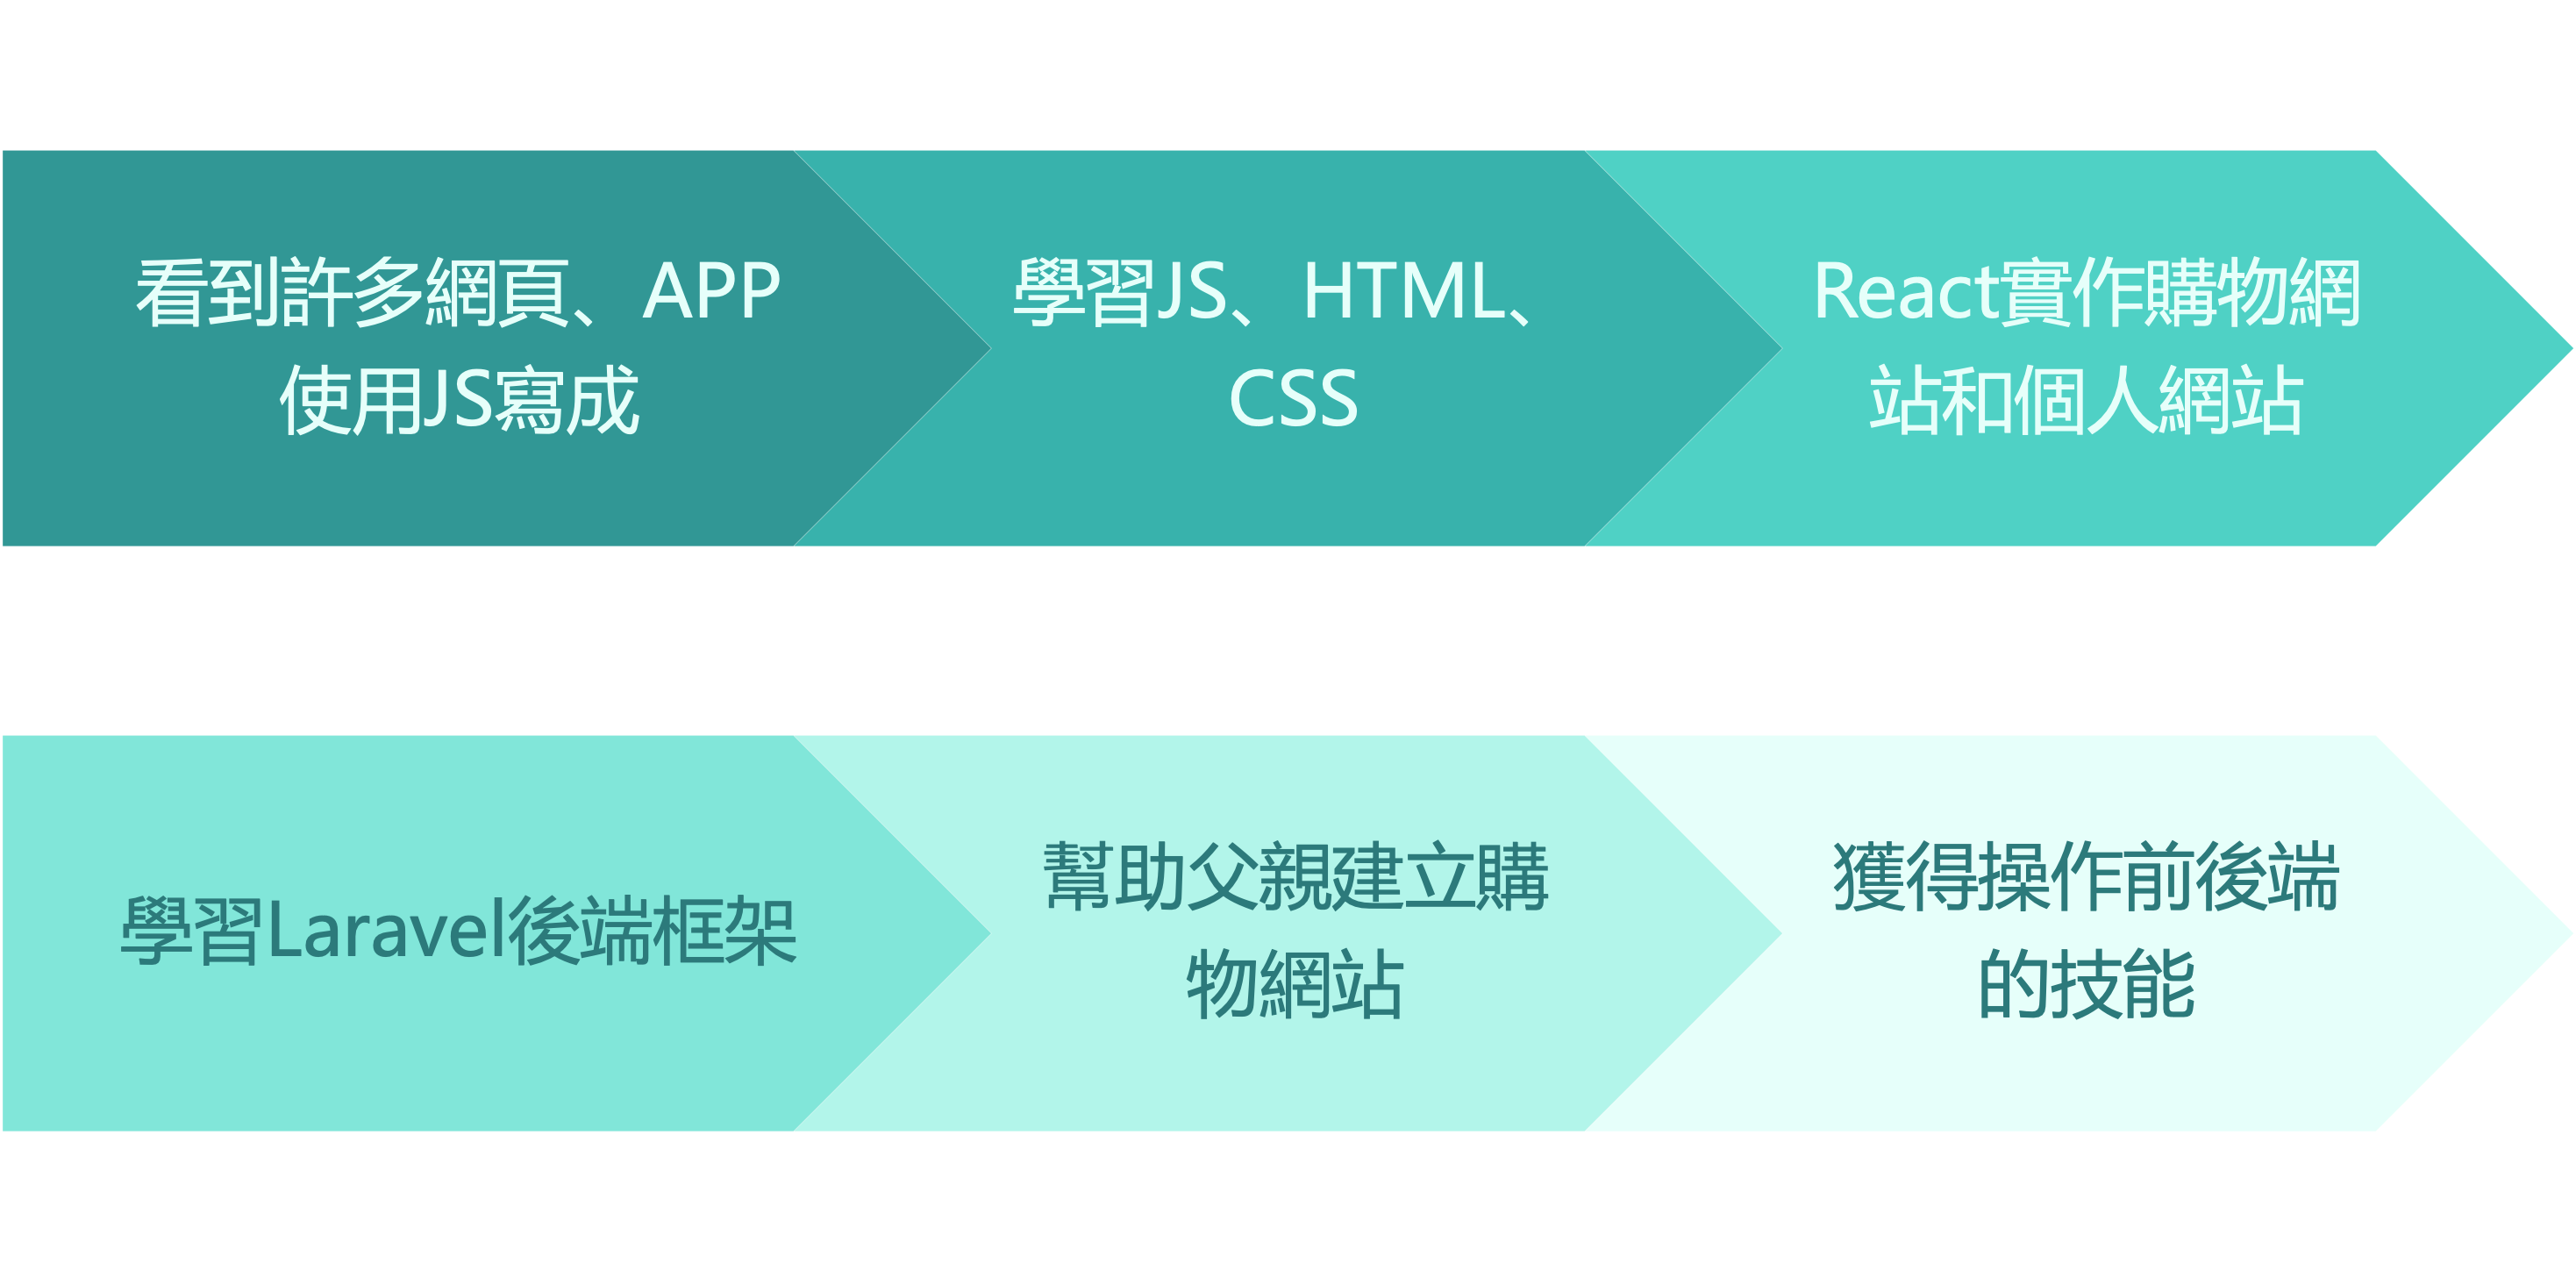 看到許多網頁、APP
使用JS寫成
學習JS、HTML、
CSS
React實作購物網
站和個人網站
學習Laravel後端框架
幫助父親建立購
物網站
獲得操作前後端
的技能